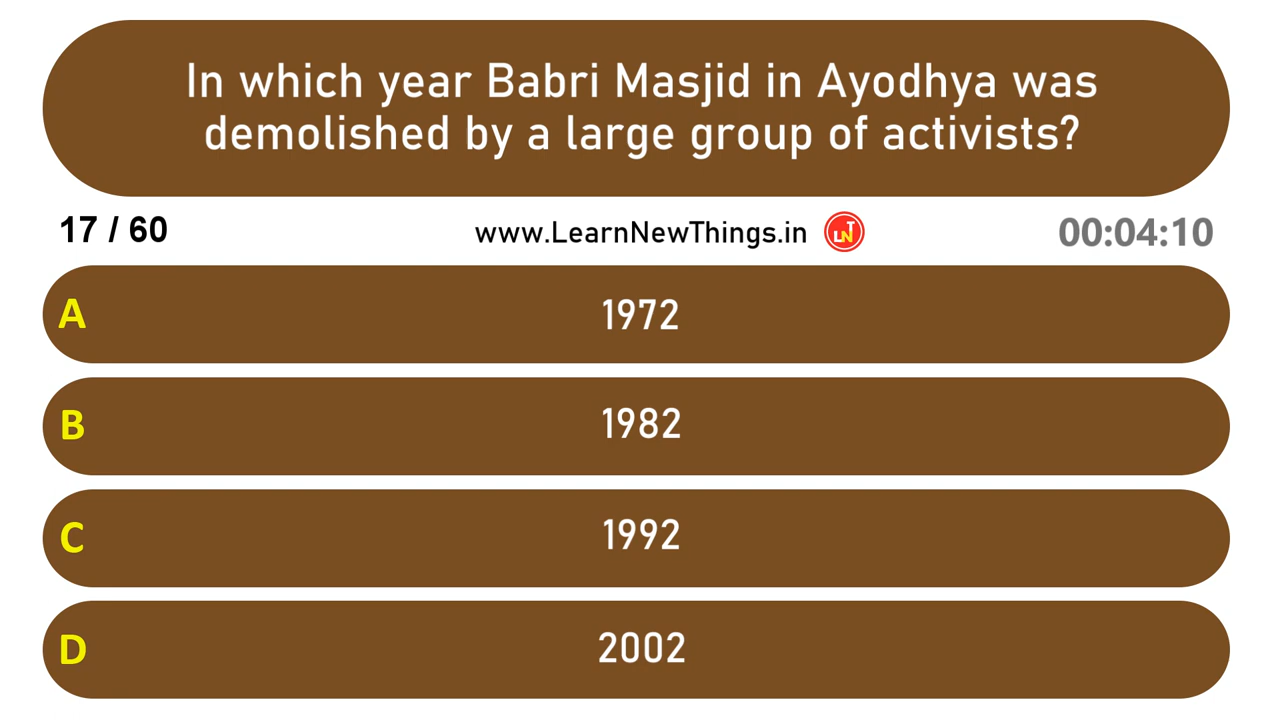 In which year Babri Masjid in Ayodhya was
demolished by a large group of activists?
17 / 60
www.LearnNewThings.in
LNT
00:04:10
A
1972
B
1982
C
1992
D
2002